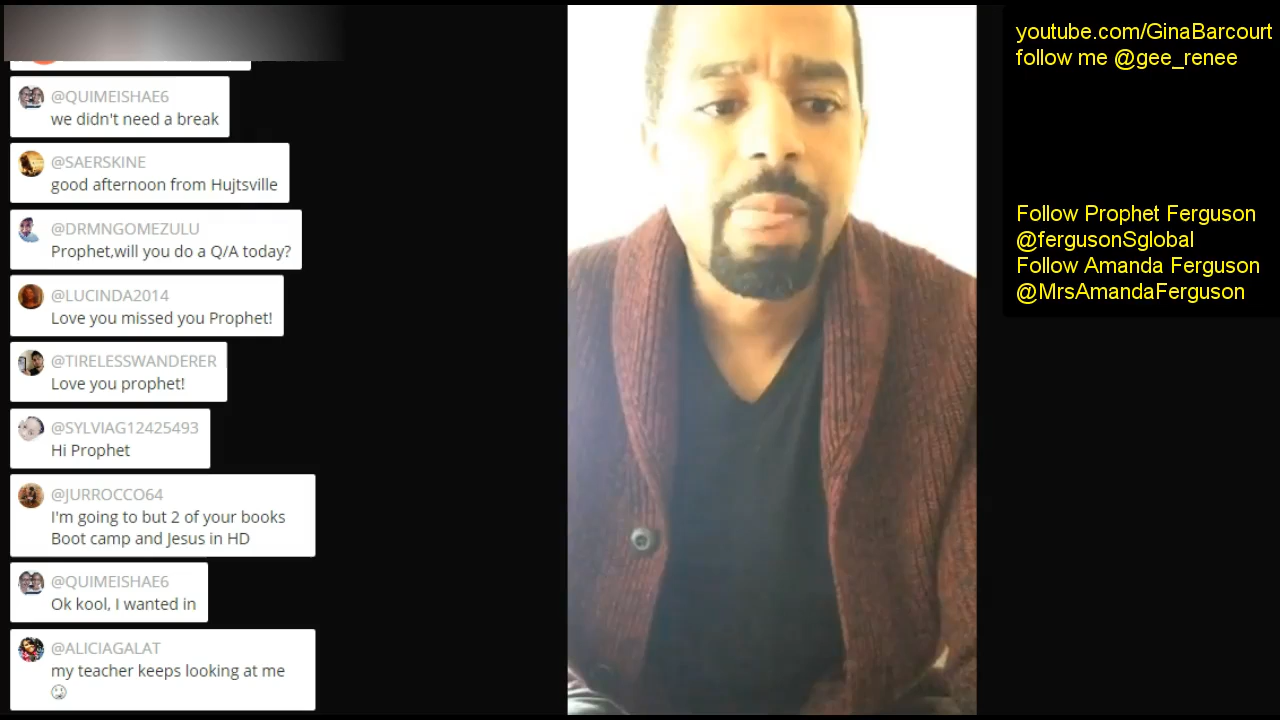 @QUIMEISHAE6
we didn't need a break
@SAERSKINE
good afternoon from Hujtsville
@DRMNGOMEZULU
Prophet,will you do a Q/A today?
@LUCINDA2014
Love you missed you Prophet!
@TIRELESSWANDERER
Love you prophet!
@SYLVIAG12425493
Hi Prophet
@JURROCCO64
I'm going to but 2 of your books
Boot camp and Jesus in HD
@QUIMEISHAE6
Ok kool, I wanted in
@ALICIAGALAT
my teacher keeps looking at me
🙄
youtube.com/GinaBarcourt
follow me @gee_renee
Follow Prophet Ferguson
@fergusonSglobal
Follow Amanda Ferguson
@MrsAmandaFerguson